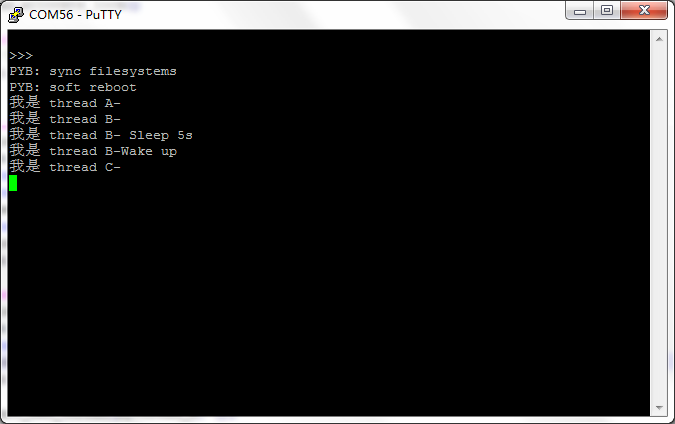 COM56 - PuTTY
>>>
PYB: sync filesystems
PYB: soft reboot
我是 thread A-
我是 thread B-
我是 thread B- Sleep 5s
我是 thread B-Wake up
我是 thread C-